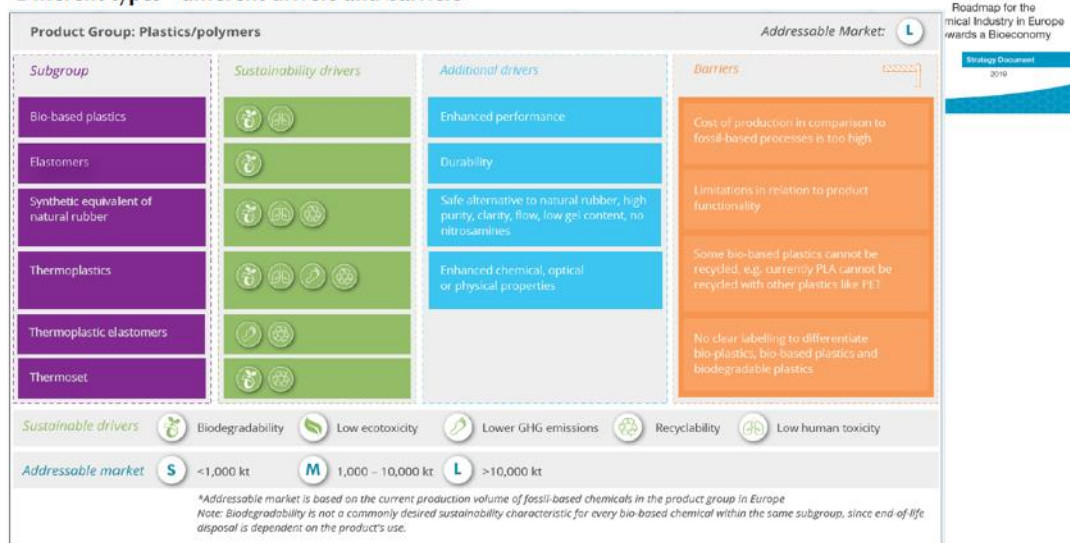 Different types - different drivers and barriers
Roadmap for the
mical Industry in Europe
wards a Bioeconomy
Strategy Document
2019
Product Group: Plastics/polymers
Addressable Market: L
Subgroup
Sustainability drivers
Additional drivers
Barriers
Bio-based plastics
Enhanced performance
Cost of production in comparison to
fossil-based processes is too high
Elastomers
Durability
Limitations in relation to product
functionality
Synthetic equivalent of
natural rubber
Safe alternative to natural rubber, high
purity, clarity, flow, low gel content, no
nitrosamines
Thermoplastics
Enhanced chemical, optical
or physical properties
Some bio-based plastics cannot be
recycled, e.g. currently PLA cannot be
recycled with other plastics like PET
Thermoplastic elastomers
No clear labelling to differentiate
bio-plastics, bio-based plastics and
biodegradable plastics
Thermoset
Sustainable drivers Biodegradability Low ecotoxicity Lower GHG emissions Recyclability Low human toxicity
Addressable market S <1,000 kt M 1,000 – 10,000 kt L >10,000 kt
*Addressable market is based on the current production volume of fossil-based chemicals in the product group in Europe
Note: Biodegradability is not a commonly desired sustainability characteristic for every bio-based chemical within the same subgroup, since end-of-life
disposal is dependent on the product's use.